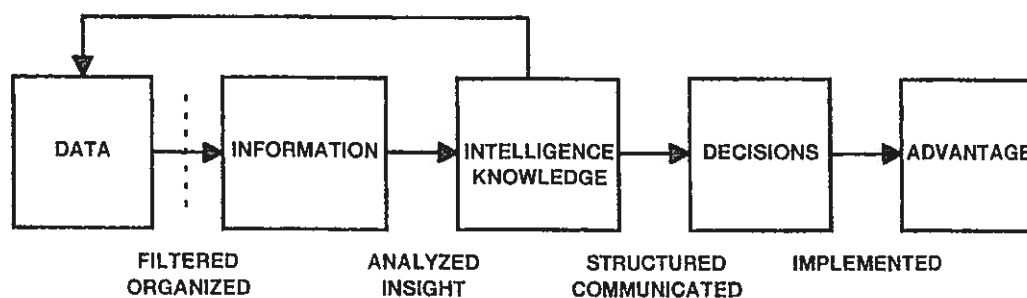 DATA
INFORMATION
INTELLIGENCE
KNOWLEDGE
DECISIONS
ADVANTAGE
FILTERED
ORGANIZED
ANALYZED
INSIGHT
STRUCTURED
COMMUNICATED
IMPLEMENTED